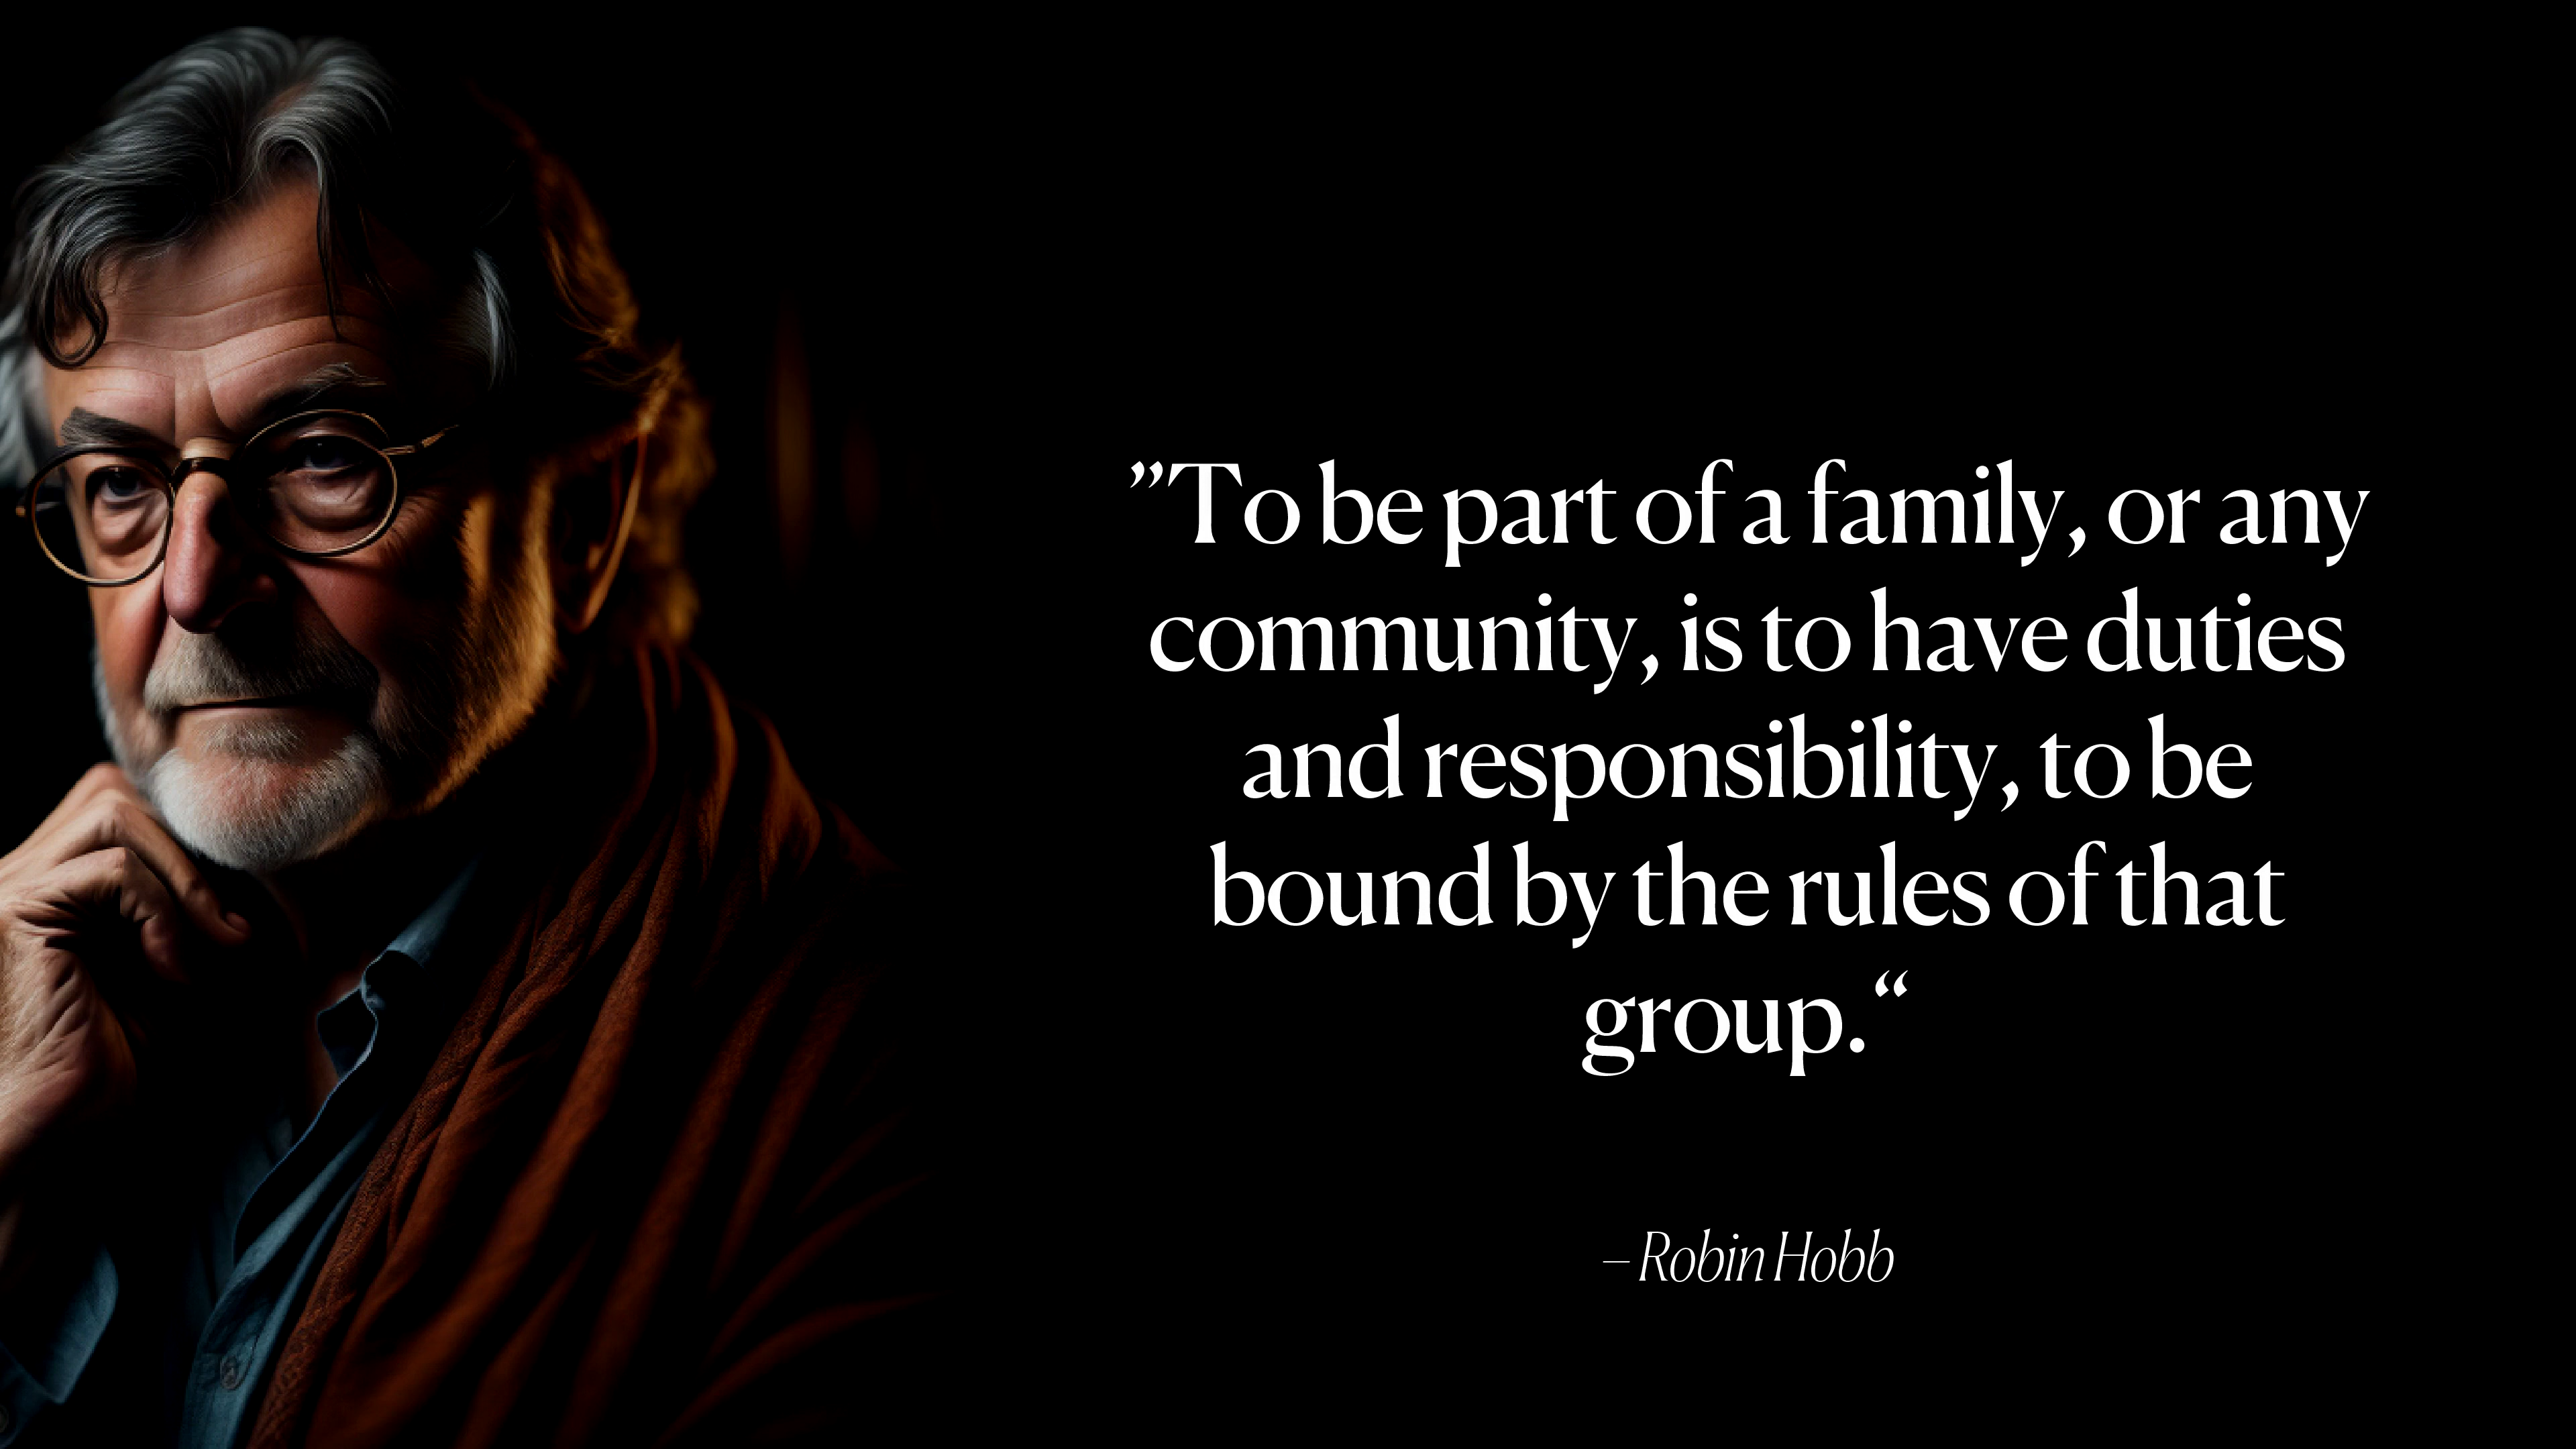 ”To be part of a family, or any
community, is to have duties
and responsibility, to be
bound by the rules of that
group.“
– Robin Hobb